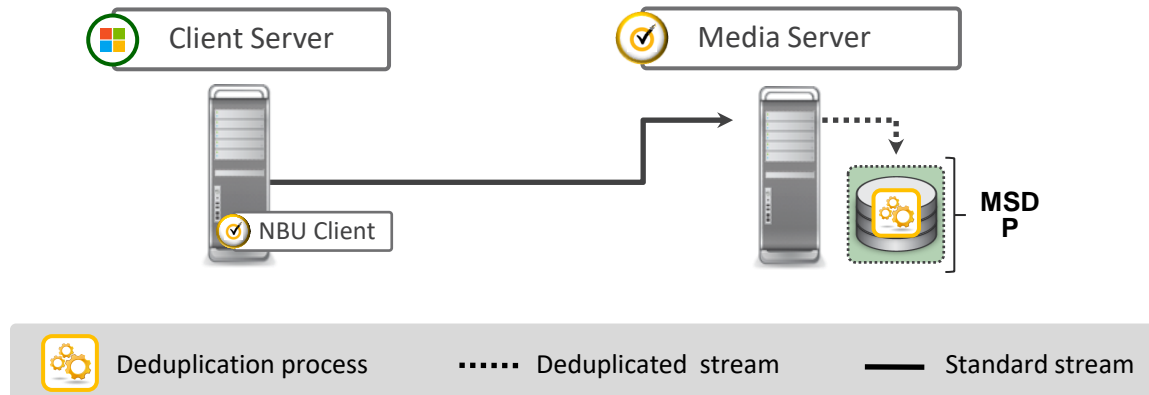 Client Server
Media Server
NBU Client
MSD
P
Deduplication process
Deduplicated stream
Standard stream